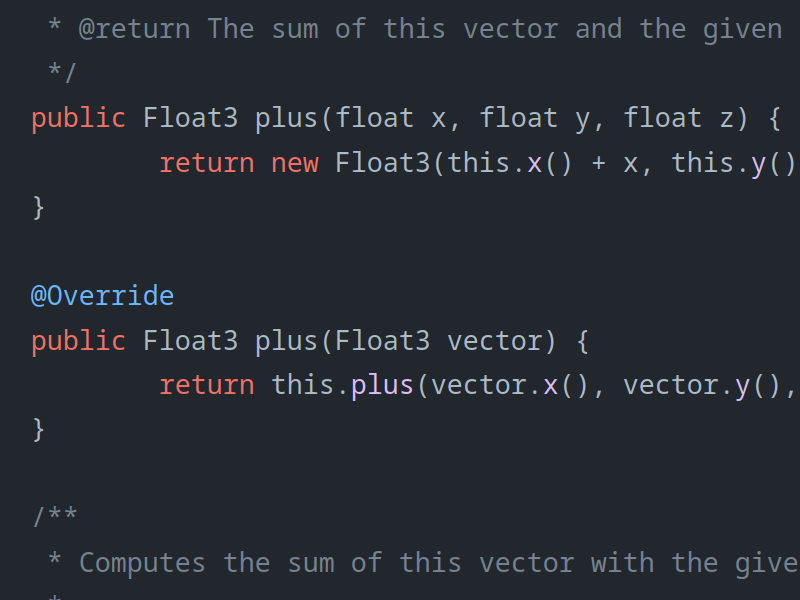 * @return The sum of this vector and the given
*/
public Float3 plus(float x, float y, float z) {
return new Float3(this.x() + x, this.y()
}
@Override
public Float3 plus(Float3 vector) {
return this.plus(vector.x(), vector.y(),
}
/**
* Computes the sum of this vector with the give
*